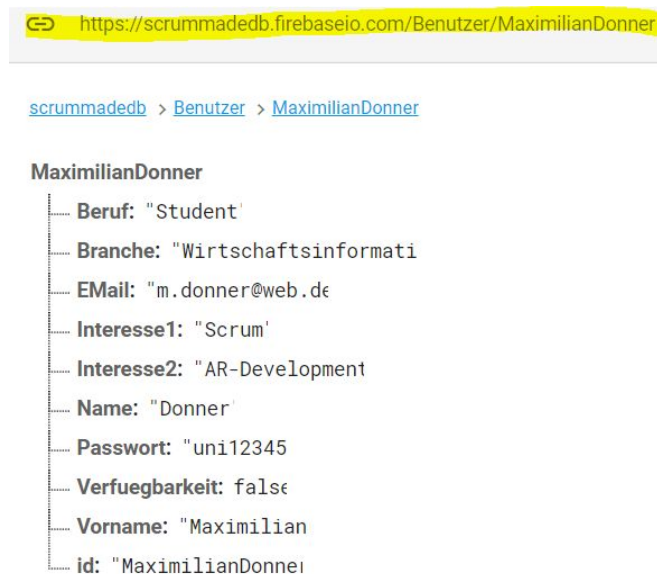 https://scrummadedb.firebaseio.com/Benutzer/MaximilianDonner
scrummadedb > Benutzer > MaximilianDonner
MaximilianDonner
Beruf: "Student"
Branche: "Wirtschaftsinformati
EMail: "m.donner@web.de
Interesse1: "Scrum"
Interesse2: "AR-Development
Name: "Donner"
Passwort: "uni12345
Verfuegbarkeit: false
Vorname: "Maximilian
id: "MaximilianDonner